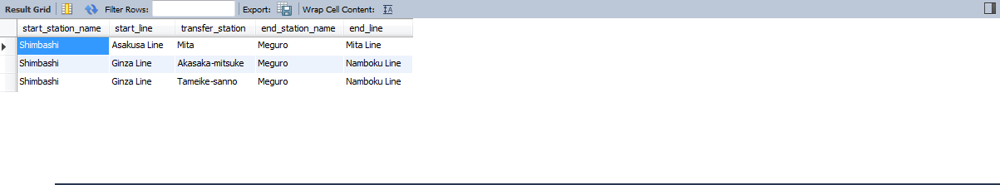 Result Grid Filter Rows: Export: Wrap Cell Content: IA
start_station_name start_line transfer_station end_station_name end_line
Shimbashi Asakusa Line Mita Meguro Mita Line
Shimbashi Ginza Line Akasaka-mitsuke Meguro Namboku Line
Shimbashi Ginza Line Tameike-sanno Meguro Namboku Line